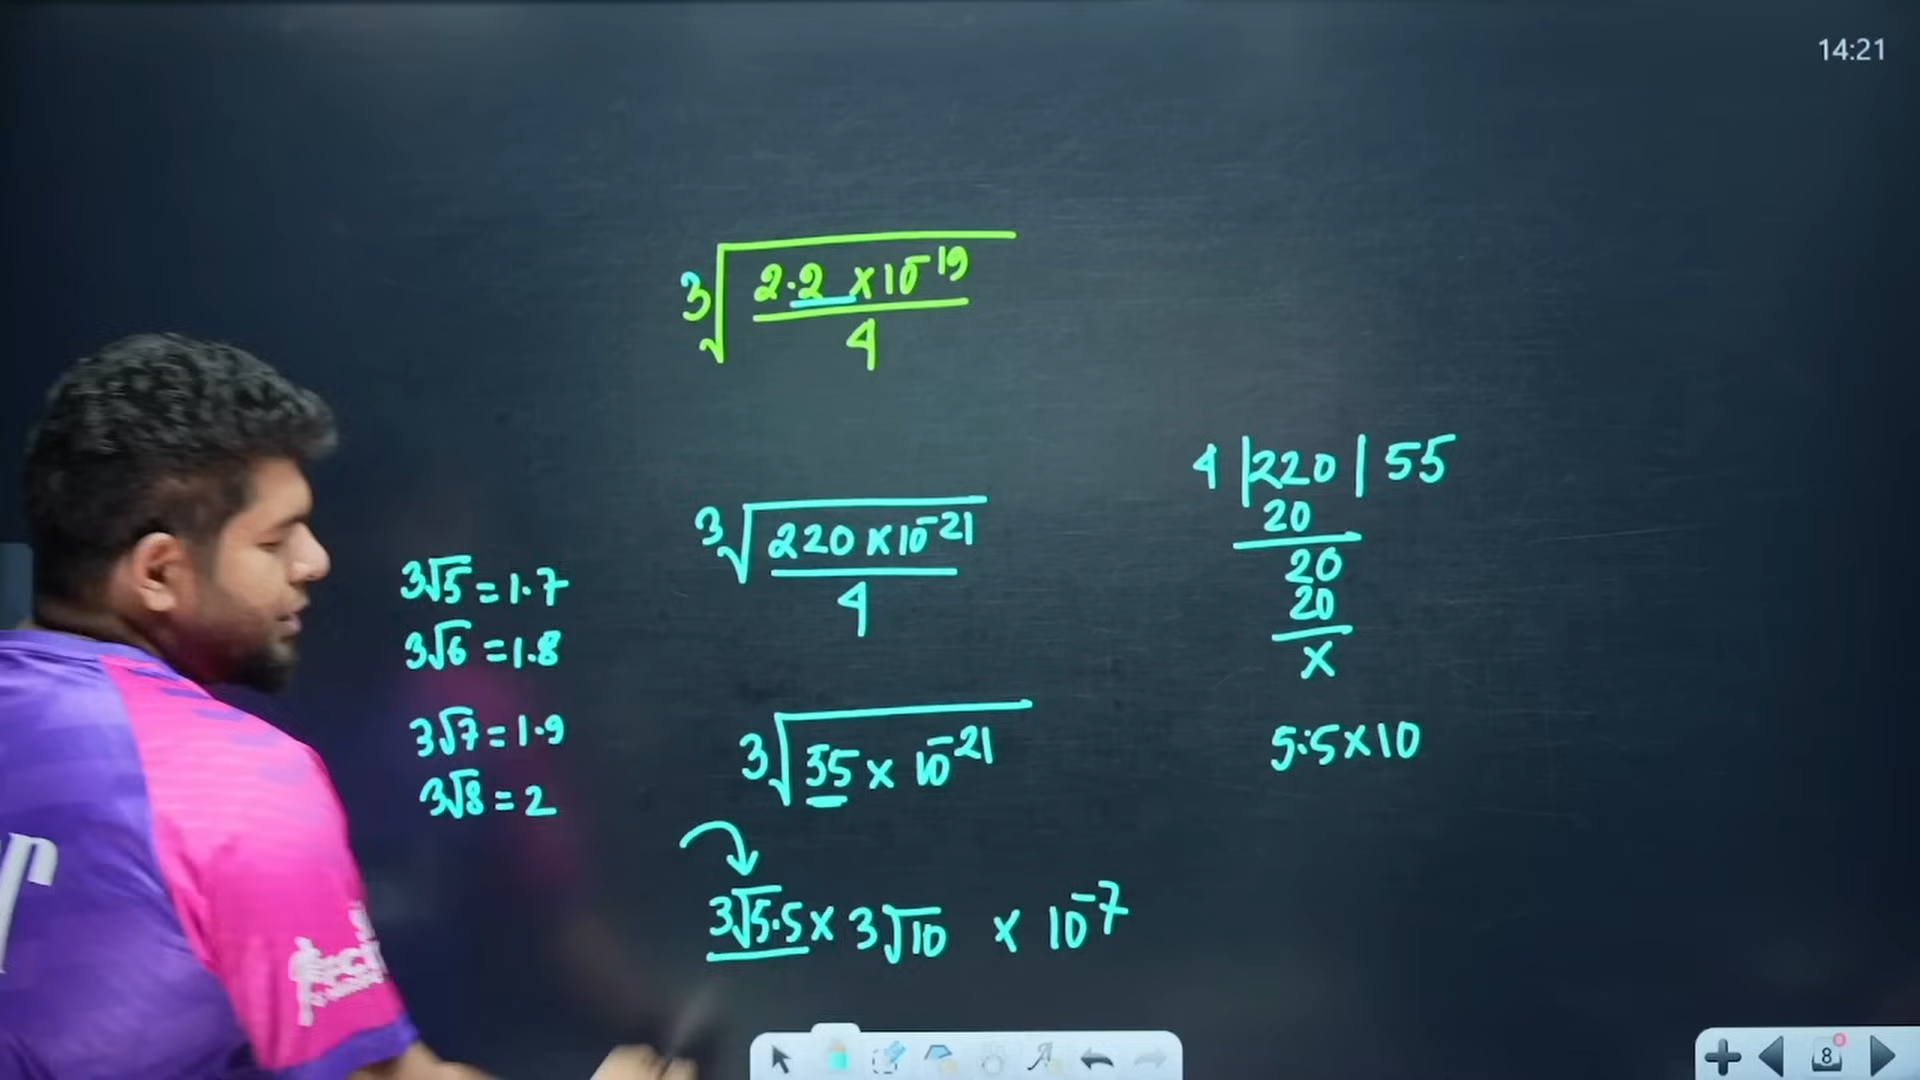 14:21
3√(2.2 × 10⁻¹⁹ / 4)
4 | 220 | 55
20
20
20
x
5.5 × 10
3√(220 × 10⁻²¹ / 4)
3√5 = 1.7
3√6 = 1.8
3√7 = 1.9
3√8 = 2
3√(55 × 10⁻²¹)
3√5.5 × 3√10 × 10⁻⁷
8